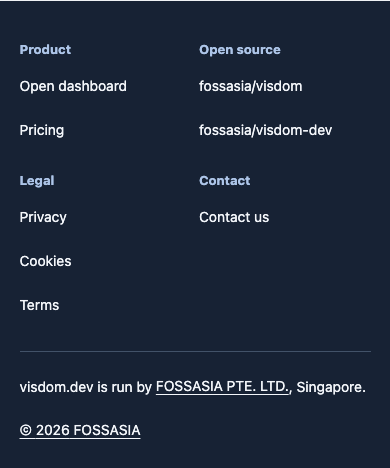 Product
Open dashboard
Pricing
Open source
fossasia/visdom
fossasia/visdom-dev
Legal
Privacy
Cookies
Terms
Contact
Contact us
visdom.dev is run by FOSSASIA PTE. LTD., Singapore.
© 2026 FOSSASIA